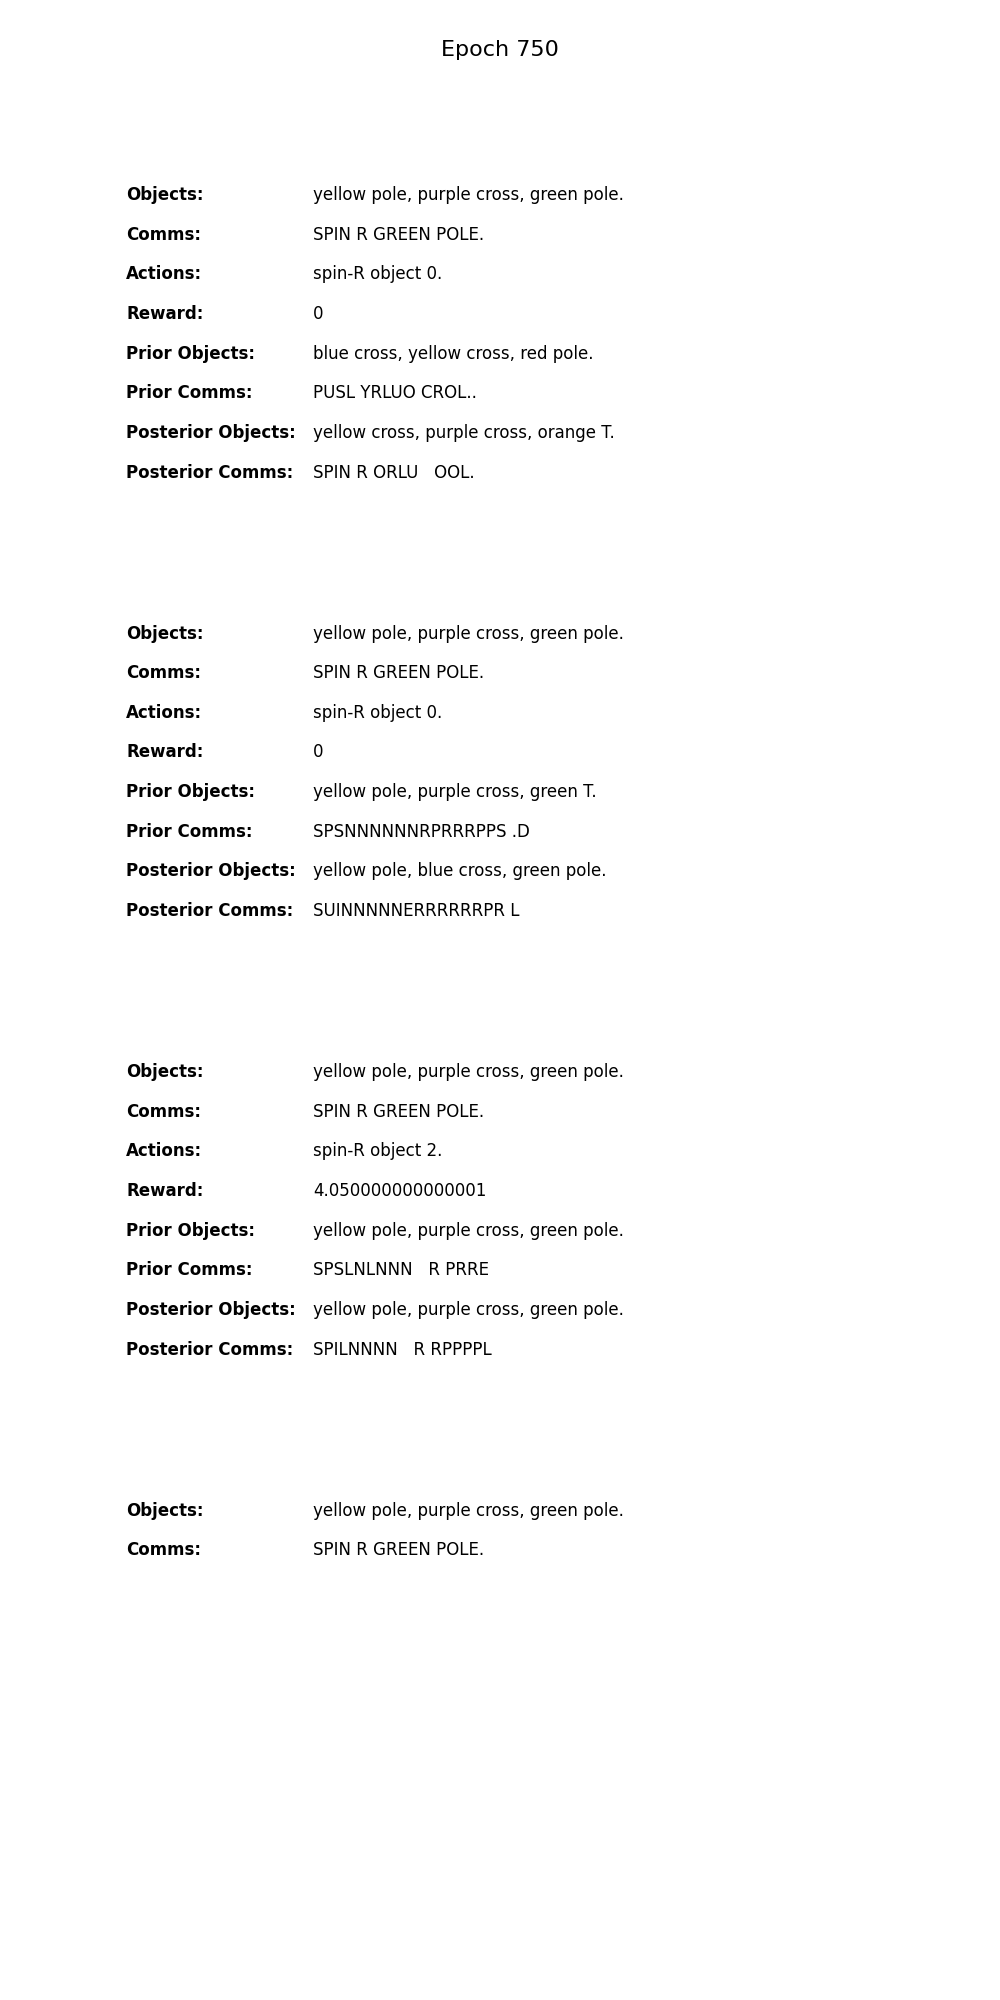 Epoch 750
Objects: yellow pole, purple cross, green pole.
Comms: SPIN R GREEN POLE.
Actions: spin-R object 0.
Reward: 0
Prior Objects: blue cross, yellow cross, red pole.
Prior Comms: PUSL YRLUO CROL..
Posterior Objects: yellow cross, purple cross, orange T.
Posterior Comms: SPIN R ORLU   OOL.
Objects: yellow pole, purple cross, green pole.
Comms: SPIN R GREEN POLE.
Actions: spin-R object 0.
Reward: 0
Prior Objects: yellow pole, purple cross, green T.
Prior Comms: SPSNNNNNNRPRRRPPS .D
Posterior Objects: yellow pole, blue cross, green pole.
Posterior Comms: SUINNNNNERRRRRRPR L
Objects: yellow pole, purple cross, green pole.
Comms: SPIN R GREEN POLE.
Actions: spin-R object 2.
Reward: 4.050000000000001
Prior Objects: yellow pole, purple cross, green pole.
Prior Comms: SPSLNLNNN   R PRRE
Posterior Objects: yellow pole, purple cross, green pole.
Posterior Comms: SPILNNNN   R RPPPPL
Objects: yellow pole, purple cross, green pole.
Comms: SPIN R GREEN POLE.